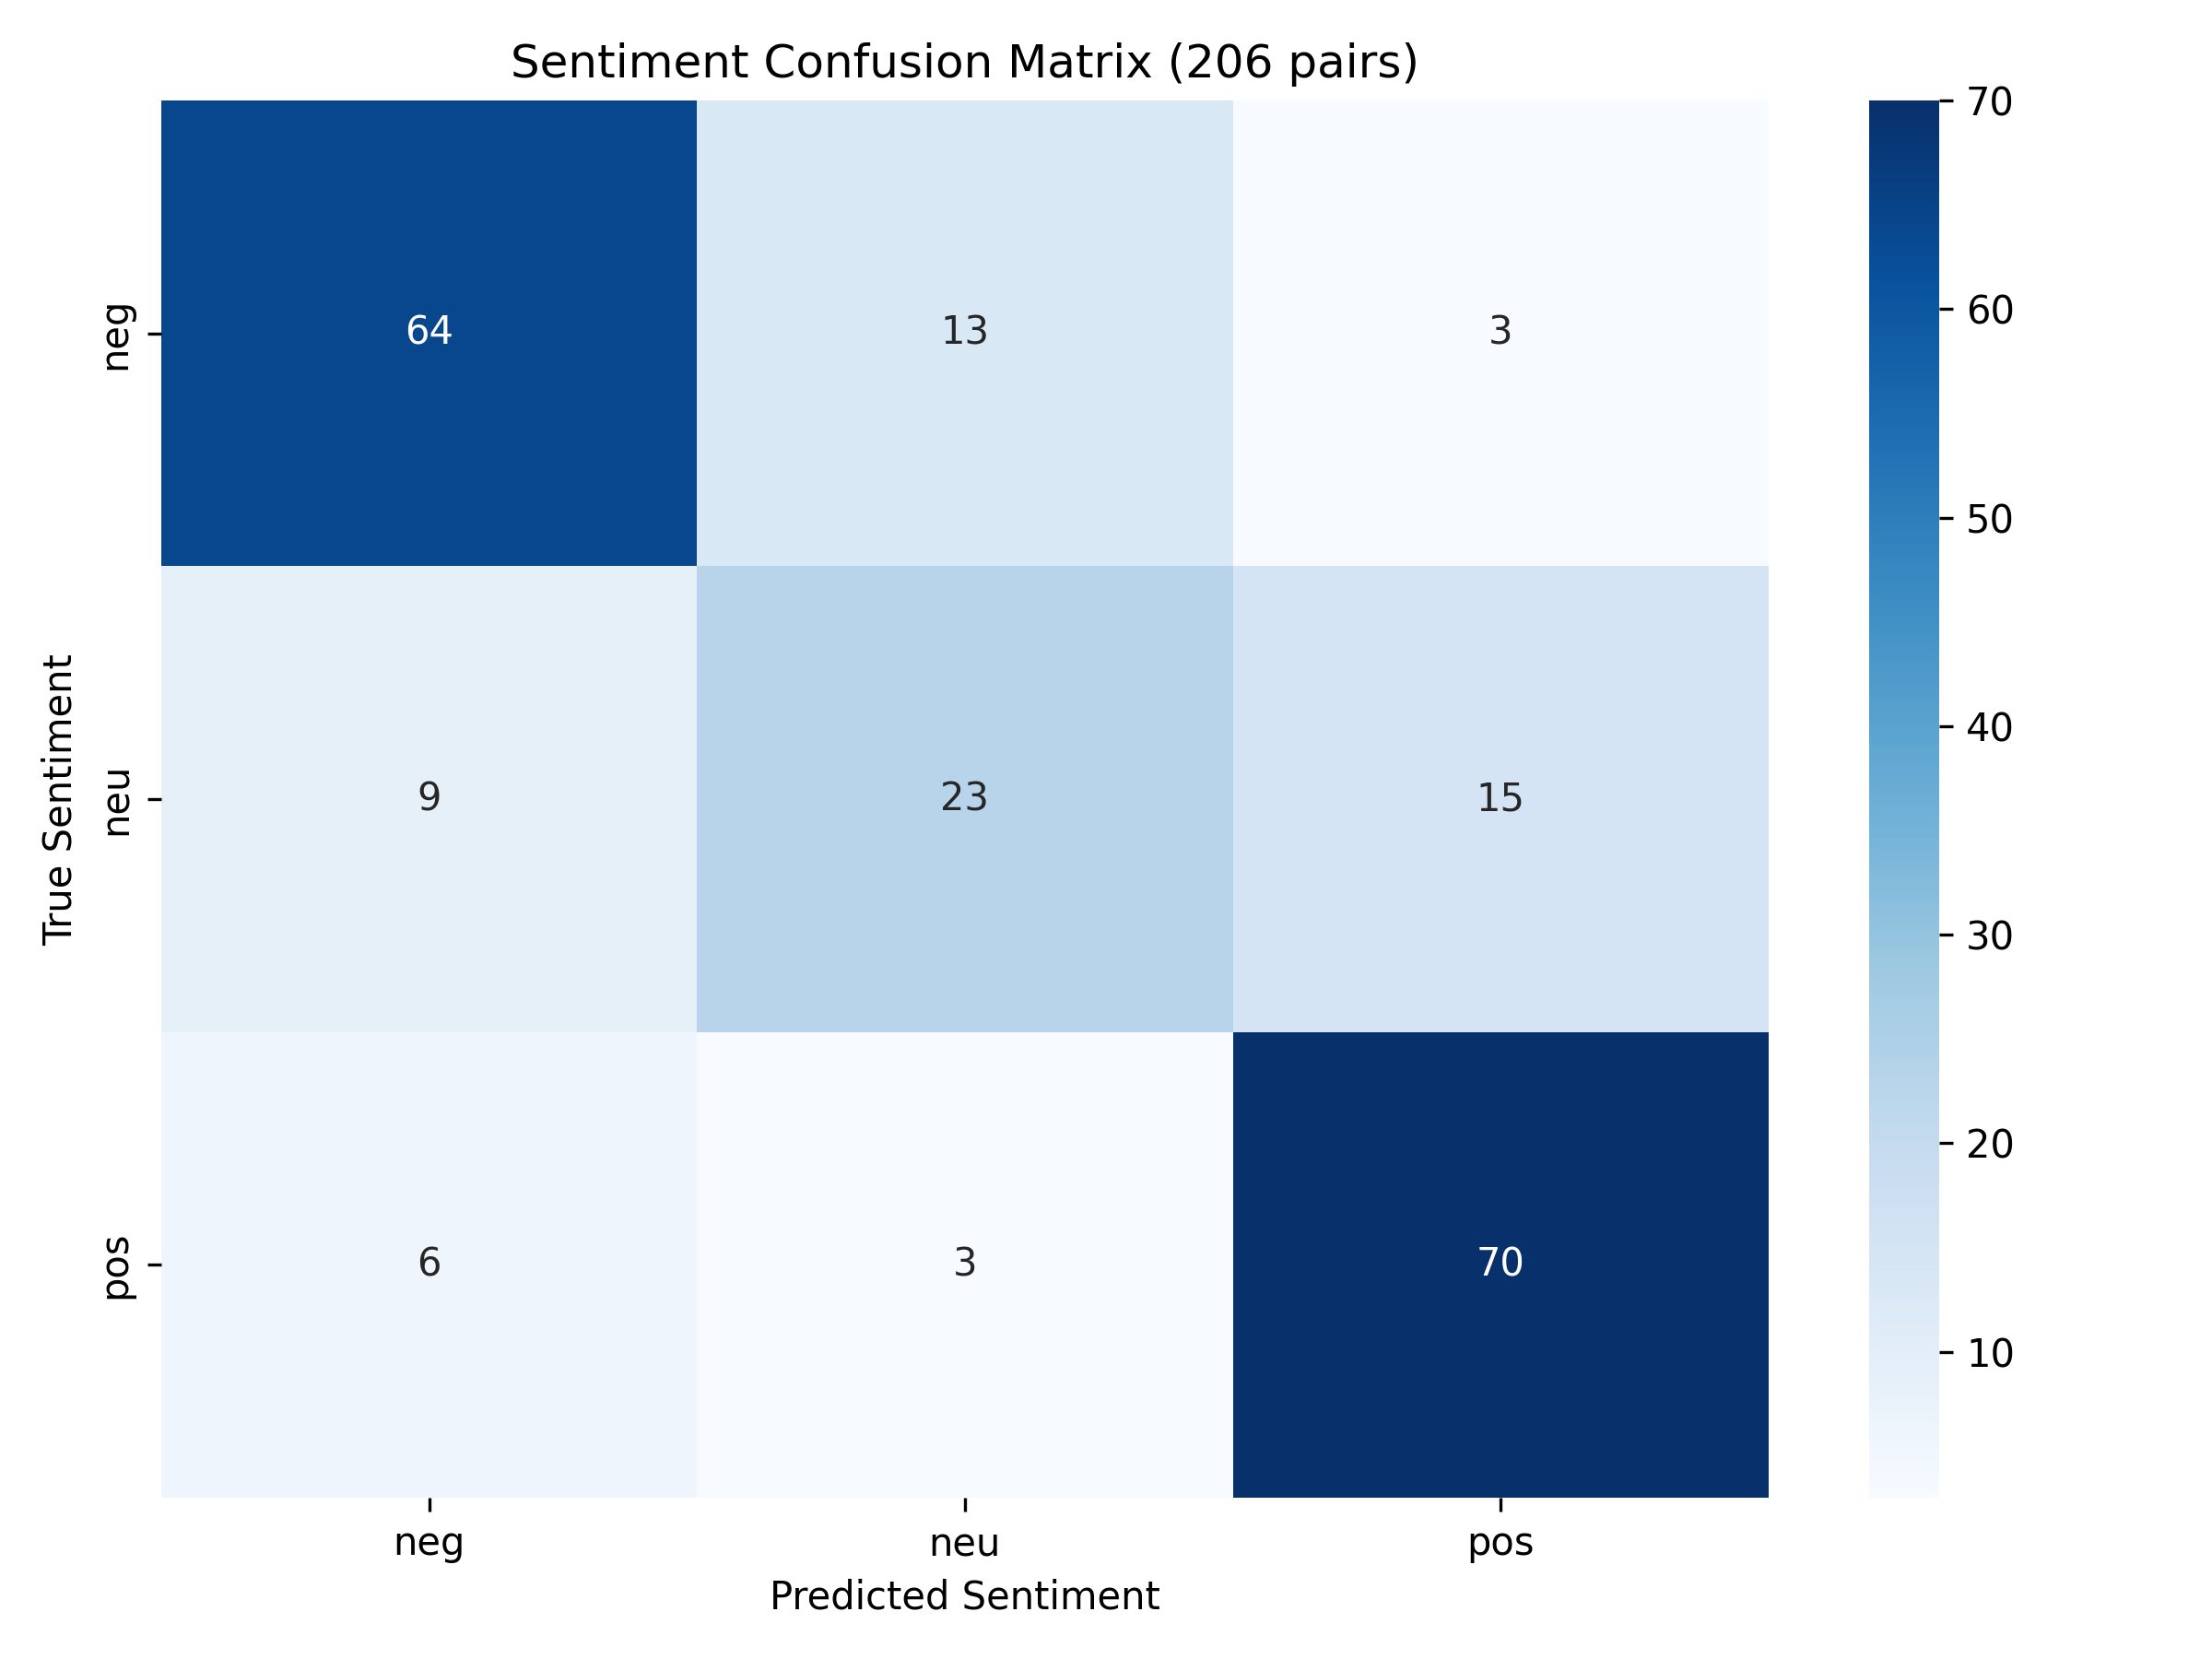 Sentiment Confusion Matrix (206 pairs)
True Sentiment
neg
64 13 3
neu
9 23 15
pos
6 3 70
neg neu pos
Predicted Sentiment
70
60
50
40
30
20
10